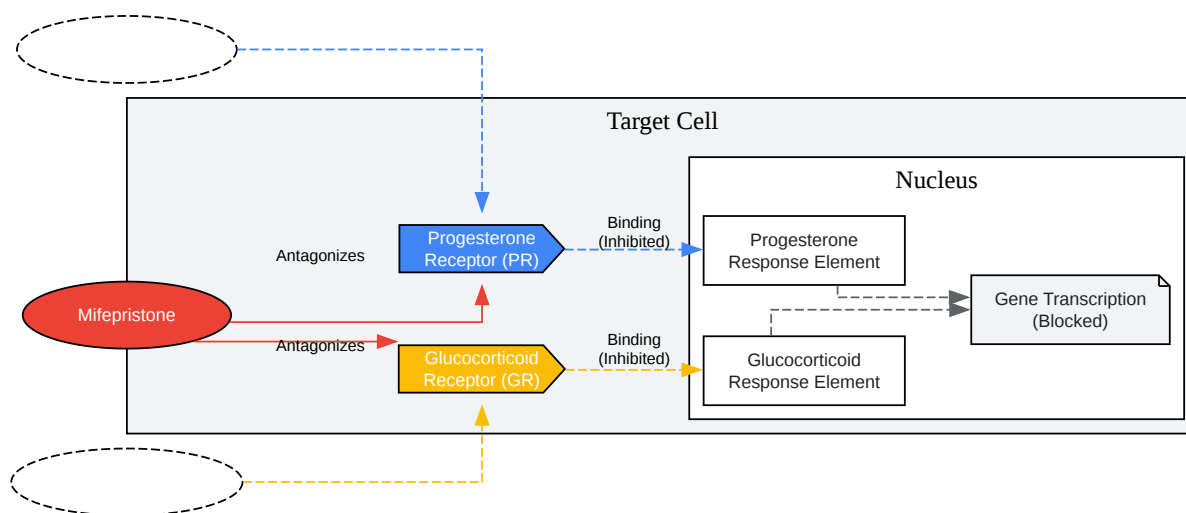 Target Cell
Nucleus
Binding
(Inhibited)
Progesterone
Receptor (PR)
Progesterone
Response Element
Antagonizes
Mifepristone
Gene Transcription
(Blocked)
Antagonizes
Binding
(Inhibited)
Glucocorticoid
Receptor (GR)
Glucocorticoid
Response Element